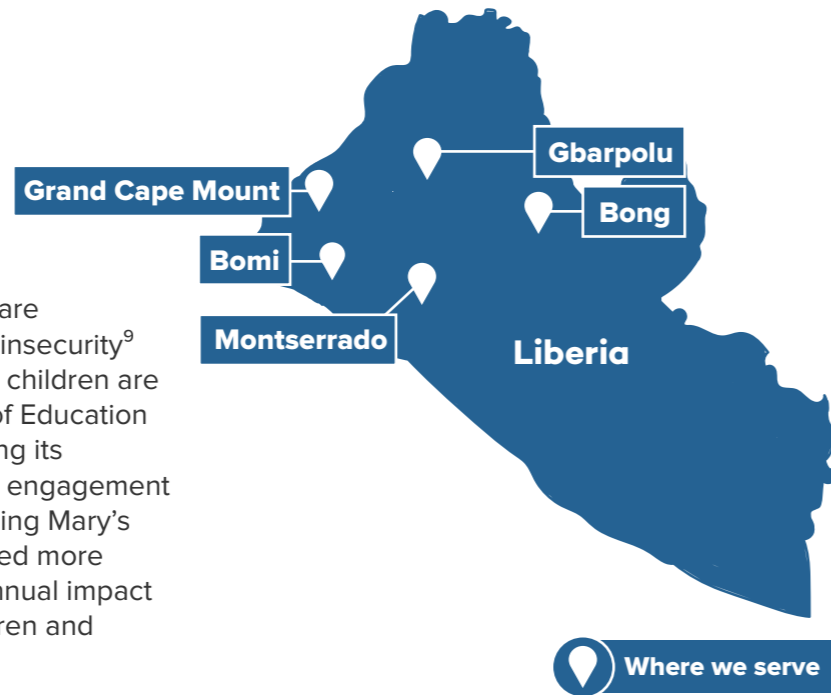 Gbarpolu
Grand Cape Mount
Bong
Bomi
Montserrado
Liberia
are
insecurity⁹
children are
of Education
ng its
engagement
ing Mary’s
ed more
nnual impact
ren and
Where we serve